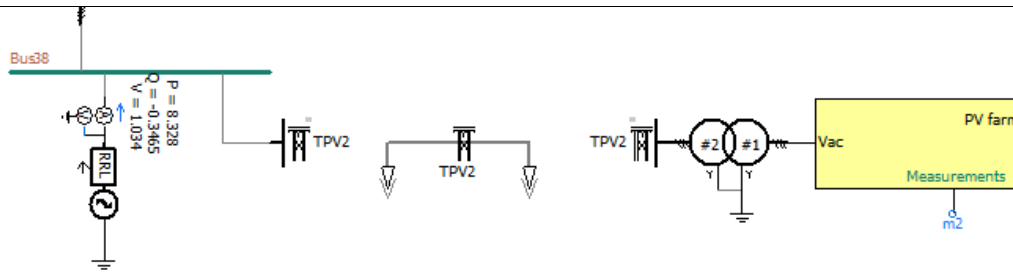 Bus38
P = 8.328
Q = -0.3465
V = 1.034
RRL
TPV2
TPV2
TPV2
#2
#1
Y
Y
Vac
PV farm
Measurements
m2